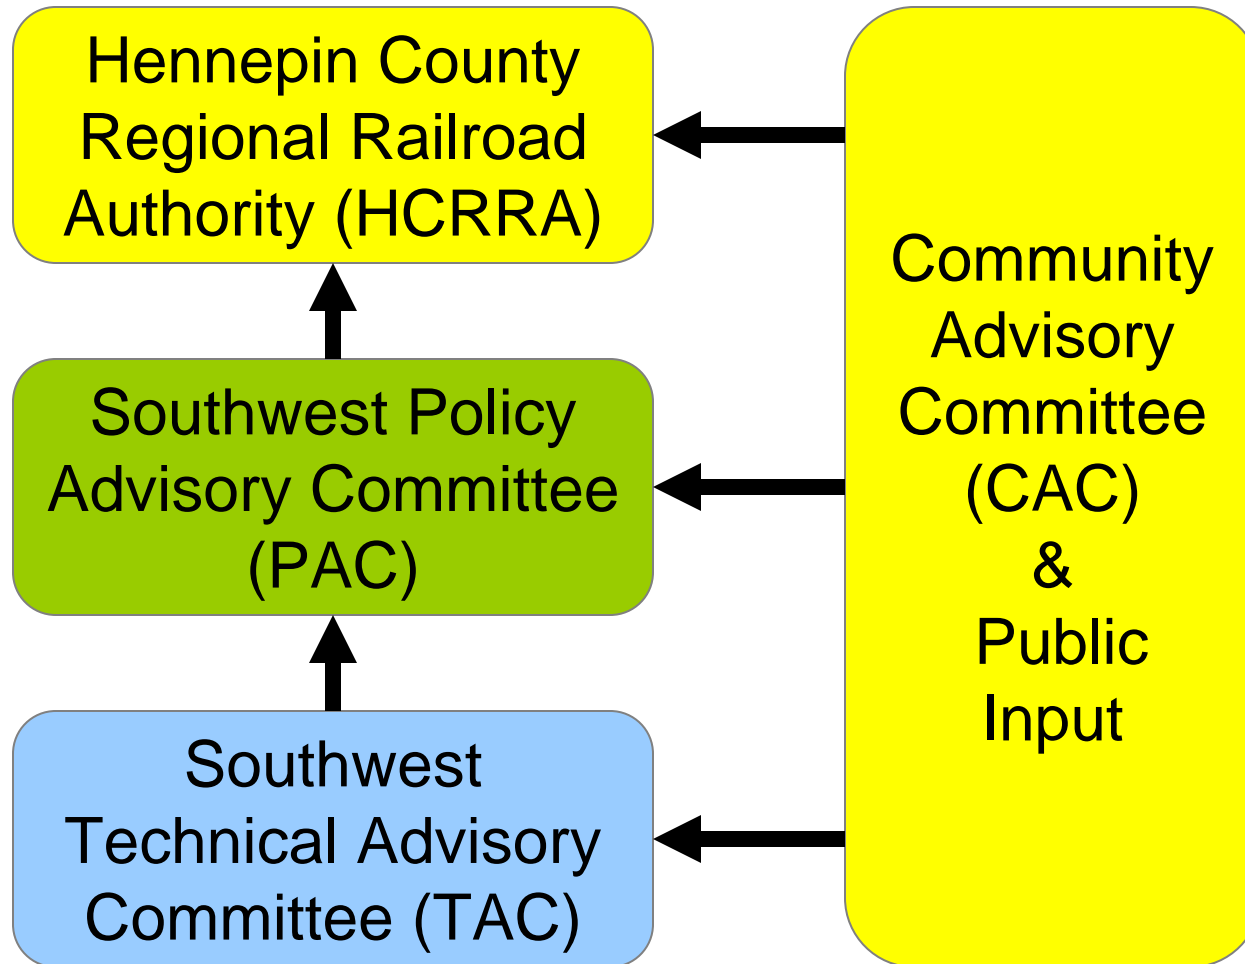 Hennepin County
Regional Railroad
Authority (HCRRA)
Southwest Policy
Advisory Committee
(PAC)
Southwest
Technical Advisory
Committee (TAC)
Community
Advisory
Committee
(CAC)
&
Public
Input